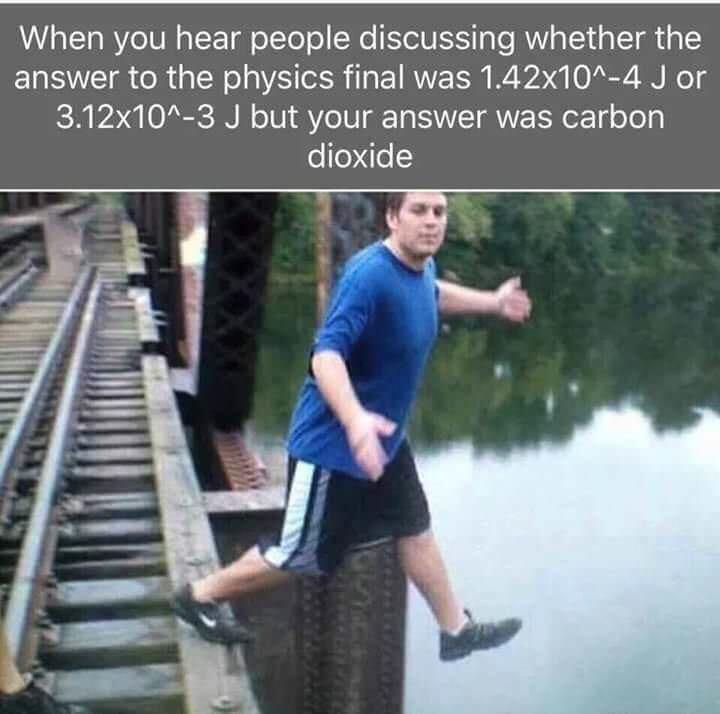 When you hear people discussing whether the
answer to the physics final was 1.42x10^-4 J or
3.12x10^-3 J but your answer was carbon
dioxide